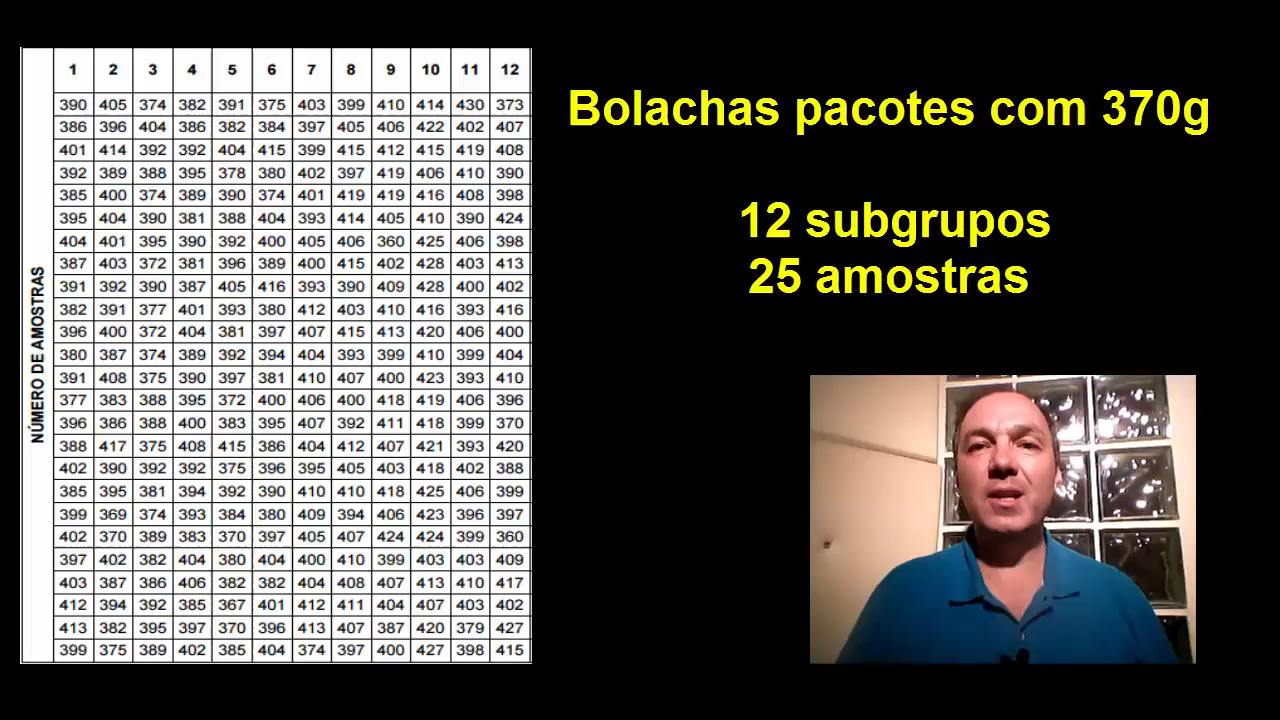 NÚMERO DE AMOSTRAS
1 2 3 4 5 6 7 8 9 10 11 12
390 405 374 382 391 375 403 399 410 414 430 373
386 396 404 386 382 384 397 405 406 422 402 407
401 414 392 392 404 415 399 415 412 415 419 408
392 389 388 395 378 380 402 397 419 406 410 390
385 400 374 389 390 374 401 419 419 416 408 398
395 404 390 381 388 404 393 414 405 410 390 424
404 401 395 390 392 400 405 406 360 425 406 398
387 403 372 381 396 389 400 415 402 428 403 413
391 392 390 387 405 416 393 390 409 428 400 402
382 391 377 401 393 380 412 403 410 416 393 416
396 400 372 404 381 397 407 415 413 420 406 400
380 387 374 389 392 394 404 393 399 410 399 404
391 408 375 390 397 381 410 407 400 423 393 410
377 383 388 395 372 400 406 400 418 419 406 396
396 386 388 400 383 395 407 392 411 418 399 370
388 417 375 408 415 386 404 412 407 421 393 420
402 390 392 392 375 396 395 405 403 418 402 388
385 395 381 394 392 390 410 410 418 425 406 399
399 369 374 393 384 380 409 394 406 423 396 397
402 370 389 383 370 397 405 407 424 424 399 360
397 402 382 404 380 404 400 410 399 403 403 409
403 387 386 406 382 382 404 408 407 413 410 417
412 394 392 385 367 401 412 411 404 407 403 402
413 382 395 397 370 396 413 407 387 420 379 427
399 375 389 402 385 404 374 397 400 427 398 415
Bolachas pacotes com 370g
12 subgrupos
25 amostras